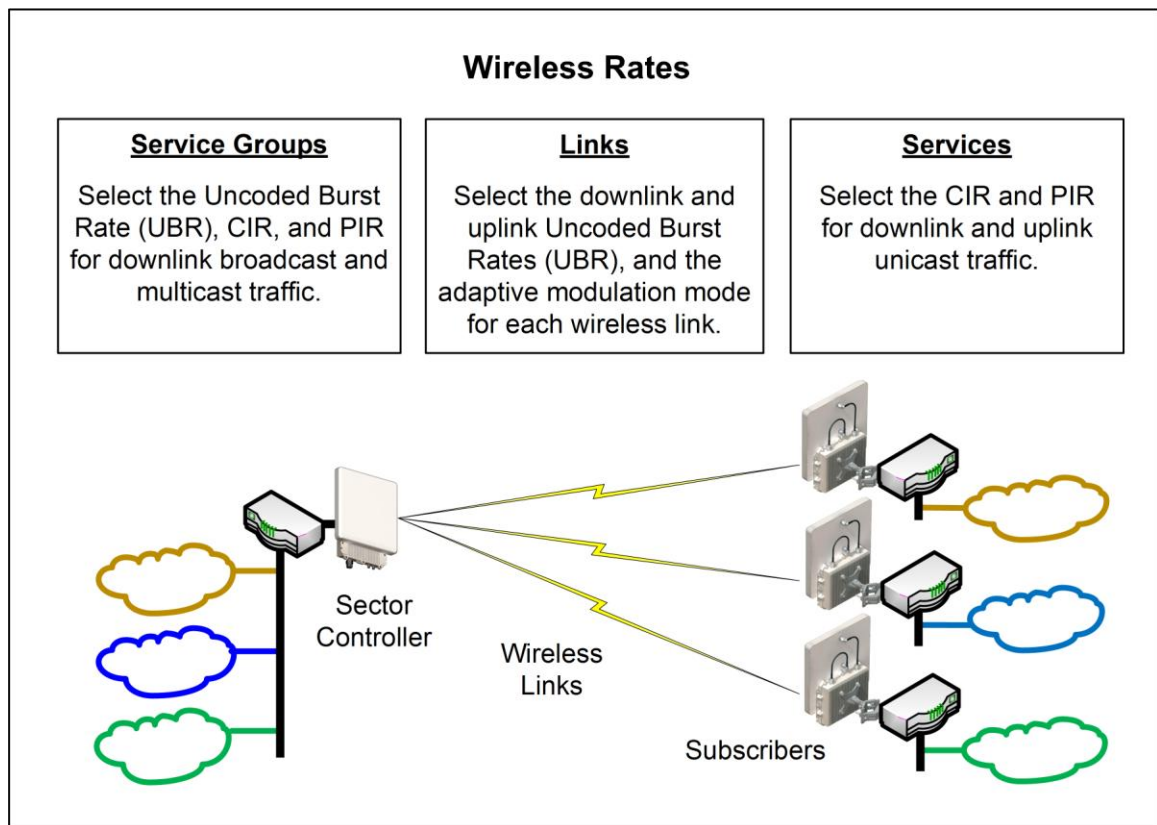 Wireless Rates
Service Groups
Select the Uncoded Burst
Rate (UBR), CIR, and PIR
for downlink broadcast and
multicast traffic.
Links
Select the downlink and
uplink Uncoded Burst
Rates (UBR), and the
adaptive modulation mode
for each wireless link.
Services
Select the CIR and PIR
for downlink and uplink
unicast traffic.
Sector
Controller
Wireless
Links
Subscribers